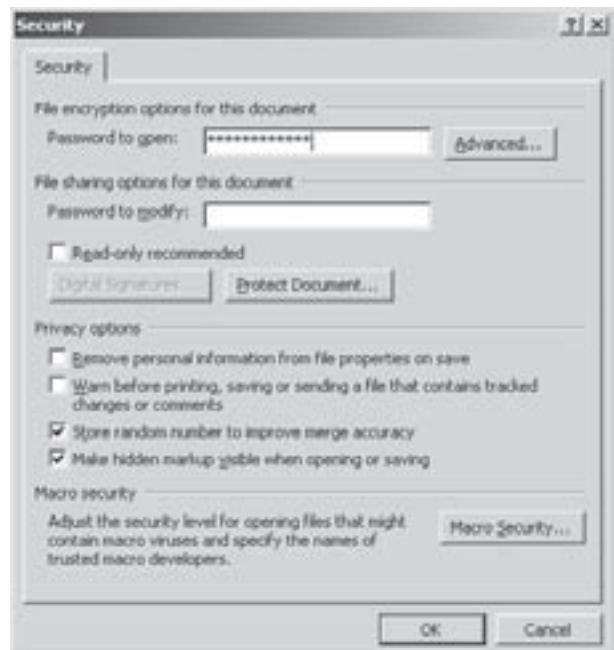 Security
Security
File encryption options for this document
Password to open: ************
Advanced...
File sharing options for this document
Password to modify:
Read-only recommended
Digital Signatures...
Protect Document...
Privacy options
Remove personal information from file properties on save
Warn before printing, saving or sending a file that contains tracked
changes or comments
Store random number to improve merge accuracy
Make hidden markup visible when opening or saving
Macro security
Adjust the security level for opening files that might
contain macro viruses and specify the names of
trusted macro developers.
Macro Security...
OK
Cancel